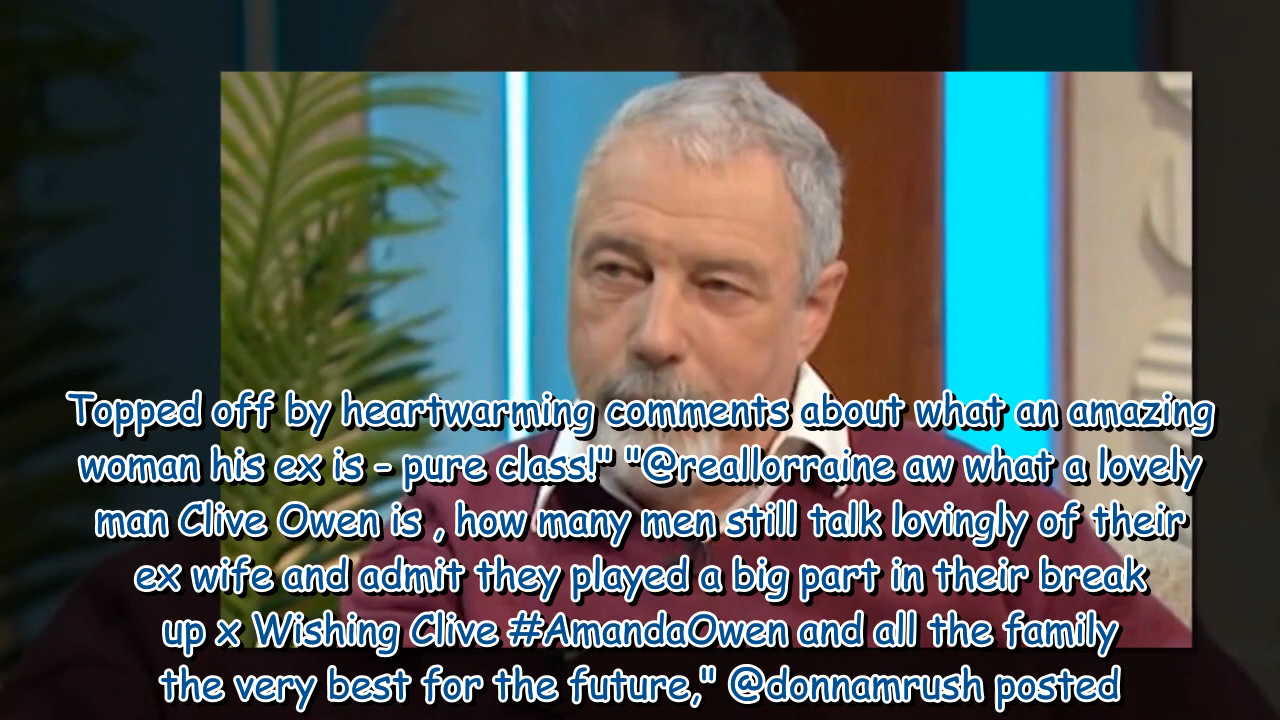 Topped off by heartwarming comments about what an amazing
woman his ex is - pure class!" "@reallorraine aw what a lovely
man Clive Owen is , how many men still talk lovingly of their
ex wife and admit they played a big part in their break
up x Wishing Clive #AmandaOwen and all the family
the very best for the future," @donnamrush posted